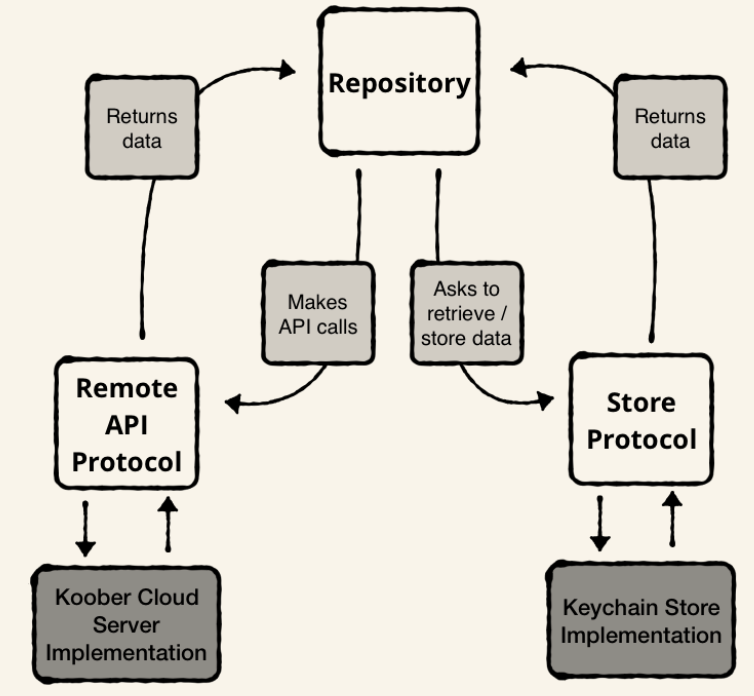 Repository
Returns
data
Returns
data
Makes
API calls
Asks to
retrieve /
store data
Remote
API
Protocol
Store
Protocol
Koober Cloud
Server
Implementation
Keychain Store
Implementation